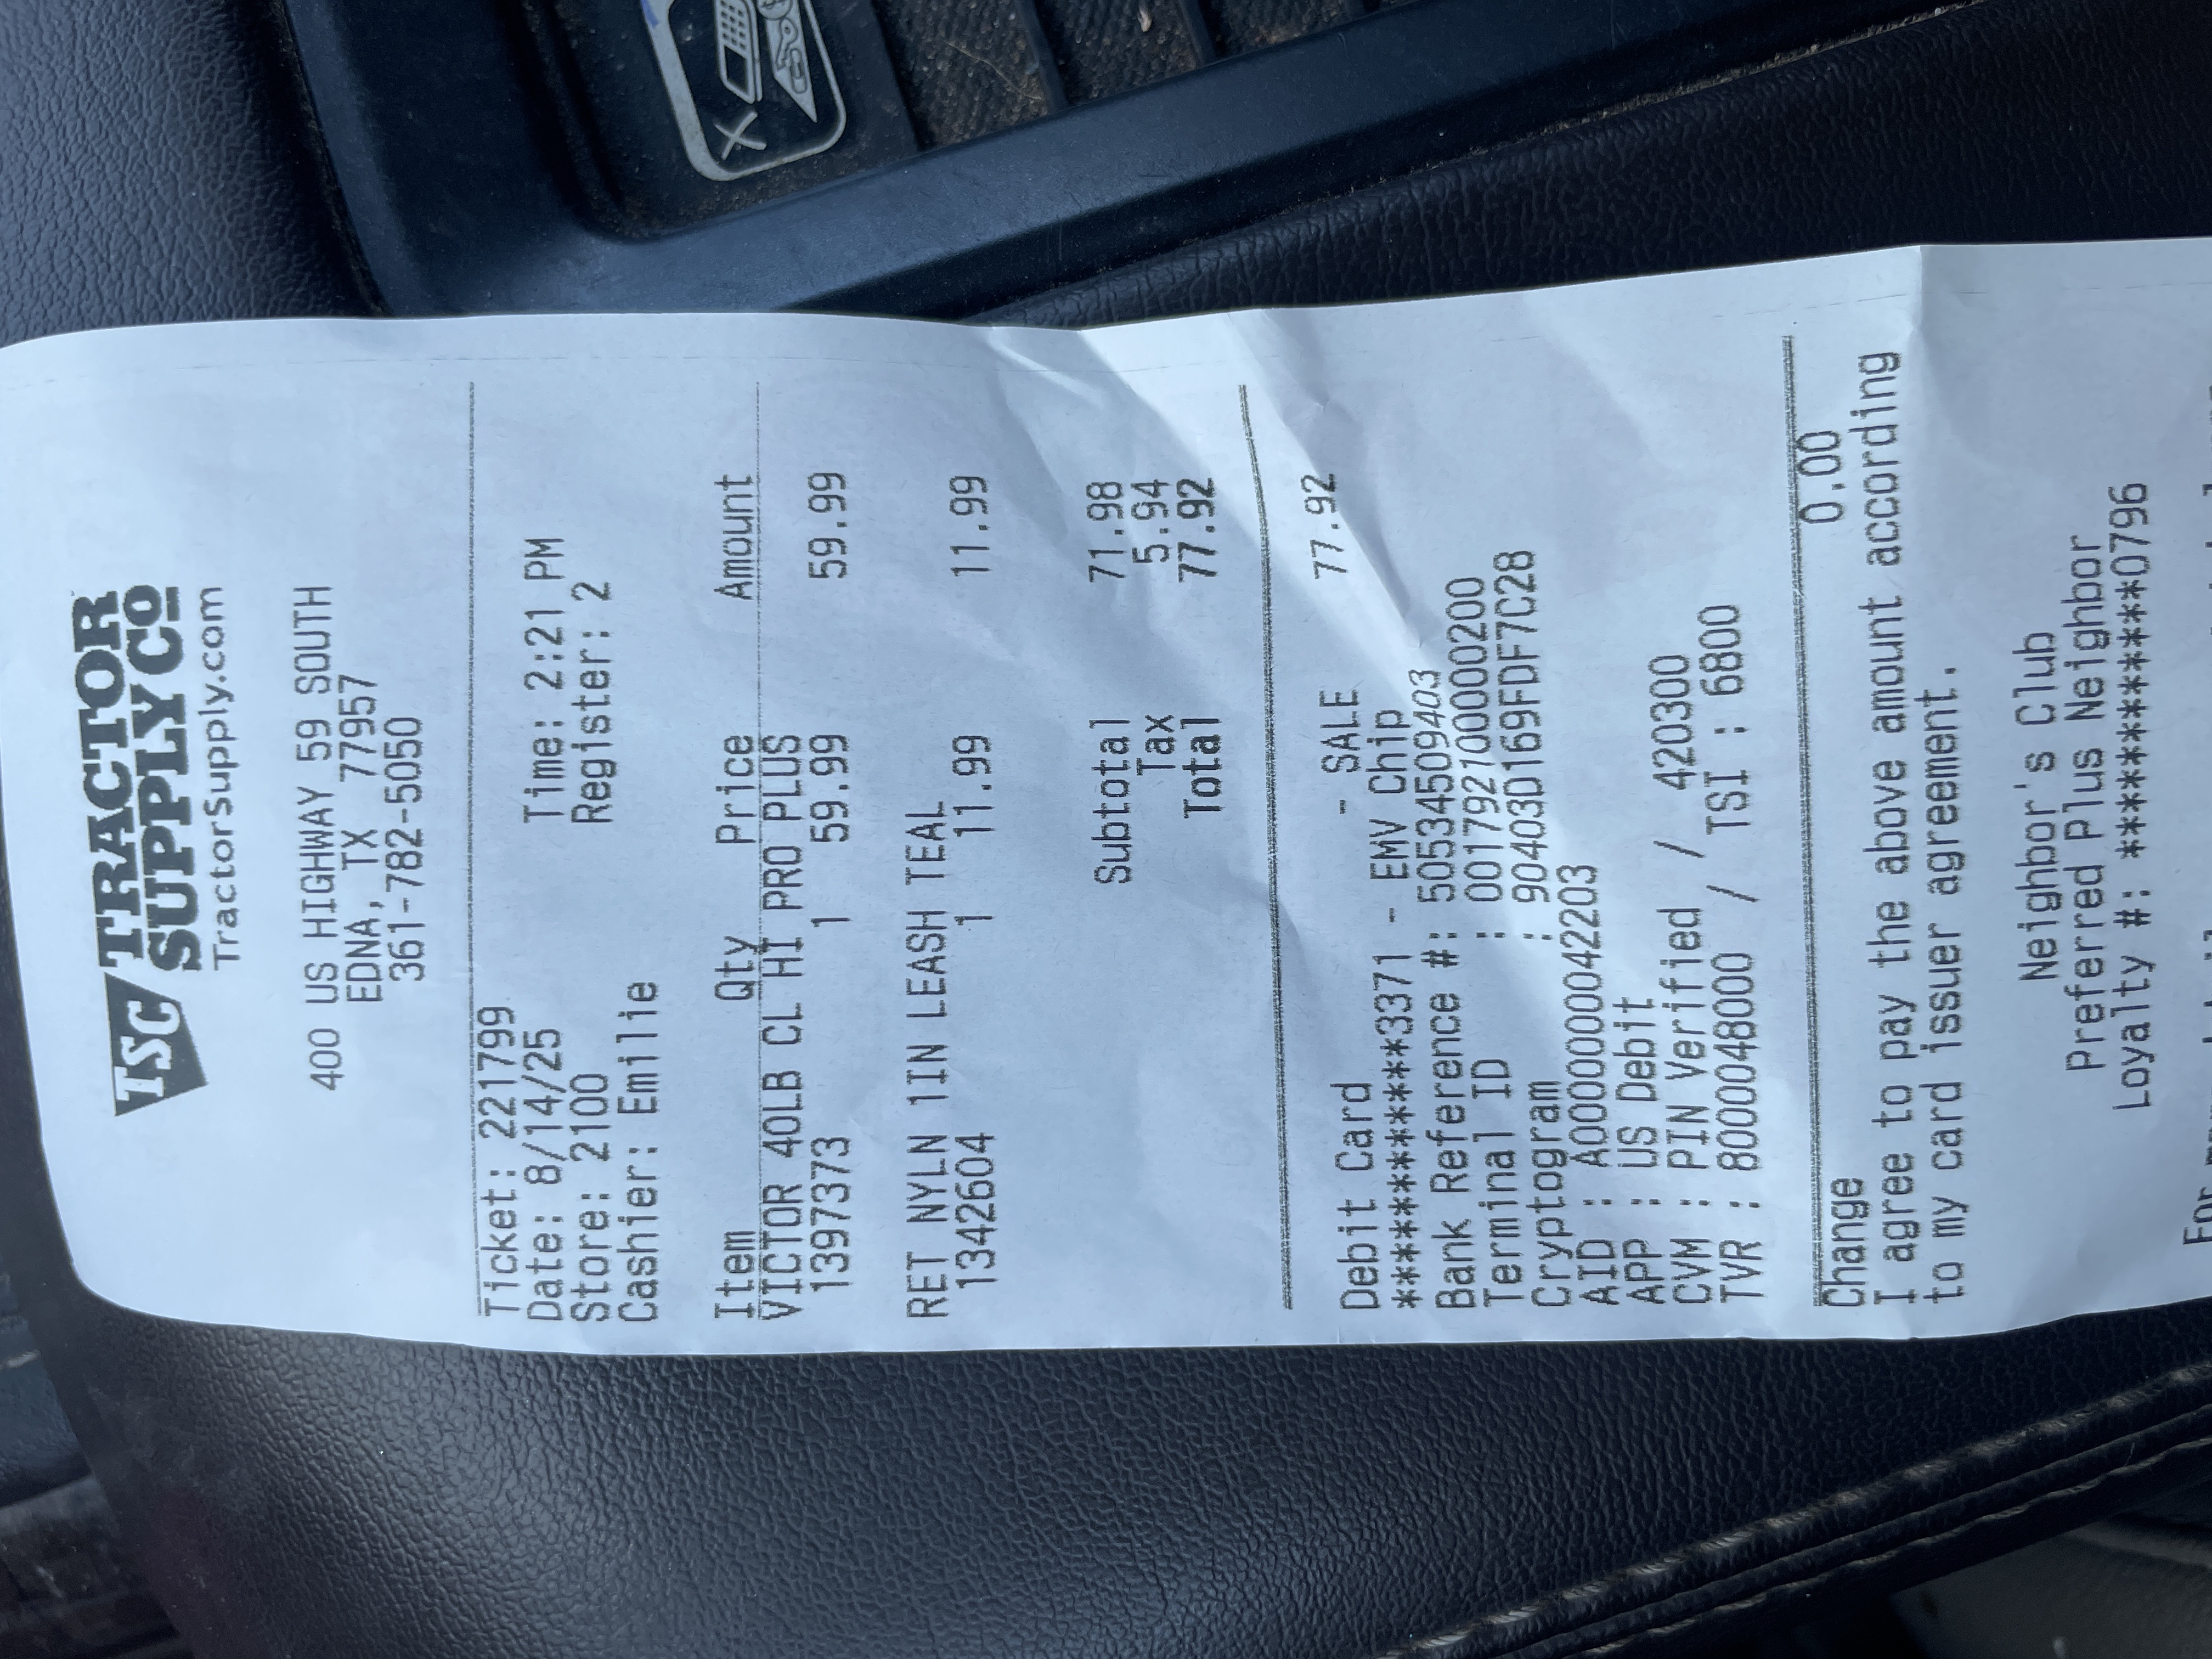 TSC TRACTOR SUPPLY CO
TractorSupply.com
400 US HIGHWAY 59 SOUTH
EDNA, TX 77957
361-782-5050
Ticket: 221799
Date: 8/14/25 Time: 2:21 PM
Store: 2100 Register: 2
Cashier: Emilie
Item Qty Price Amount
VICTOR 40LB CL HI PRO PLUS
1397373 1 59.99 59.99
RET NYLN 1IN LEASH TEAL
1342604 1 11.99 11.99
Subtotal 71.98
Tax 5.94
Total 77.92
Debit Card - SALE 77.92
************3371 - EMV Chip
Bank Reference #: 505345509403
Terminal ID : 001792100000200
Cryptogram : 90403D169FDF7C28
AID : A0000000042203
APP : US Debit
CVM : PIN Verified / 420300
TVR : 8000048000 / TSI : 6800
Change 0.00
I agree to pay the above amount according
to my card issuer agreement.
Neighbor's Club
Preferred Plus Neighbor
Loyalty #: ************0796